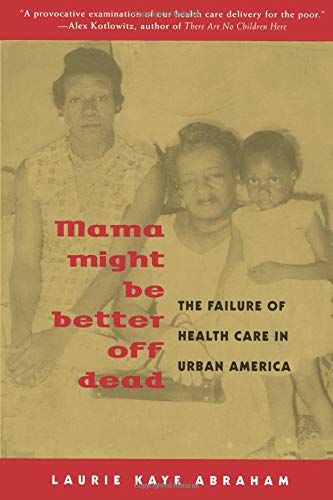 "A provocative examination of our health care delivery for the poor."
—Alex Kotlowitz, author of There Are No Children Here
Mama
might
be
better
off
dead
THE FAILURE OF
HEALTH CARE IN
URBAN AMERICA
LAURIE KAYE ABRAHAM